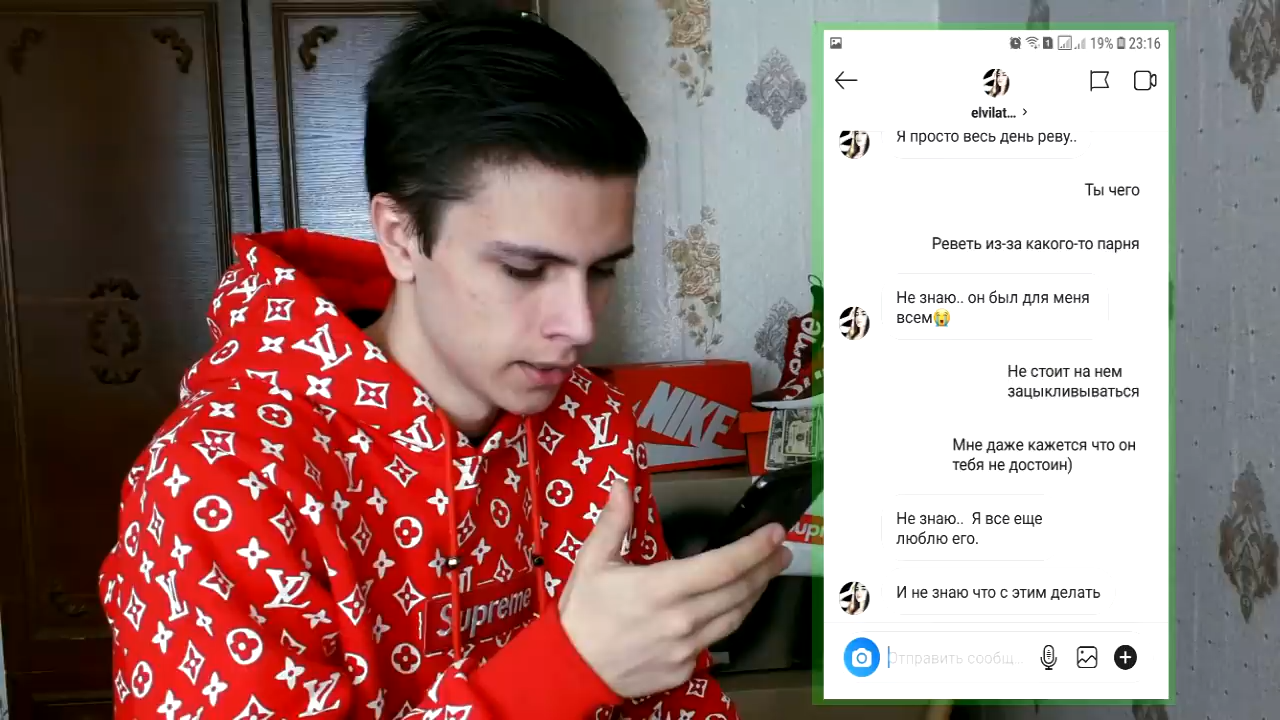 19% 23:16
elvilat... >
Я просто весь день реву..
Ты чего
Реветь из-за какого-то парня
Не знаю.. он был для меня
всем😭
Не стоит на нем
зацыкливываться
Мне даже кажется что он
тебя не достоин)
Не знаю..  Я все еще
люблю его.
И не знаю что с этим делать
Отправить сообщ...
NIKE
Supreme